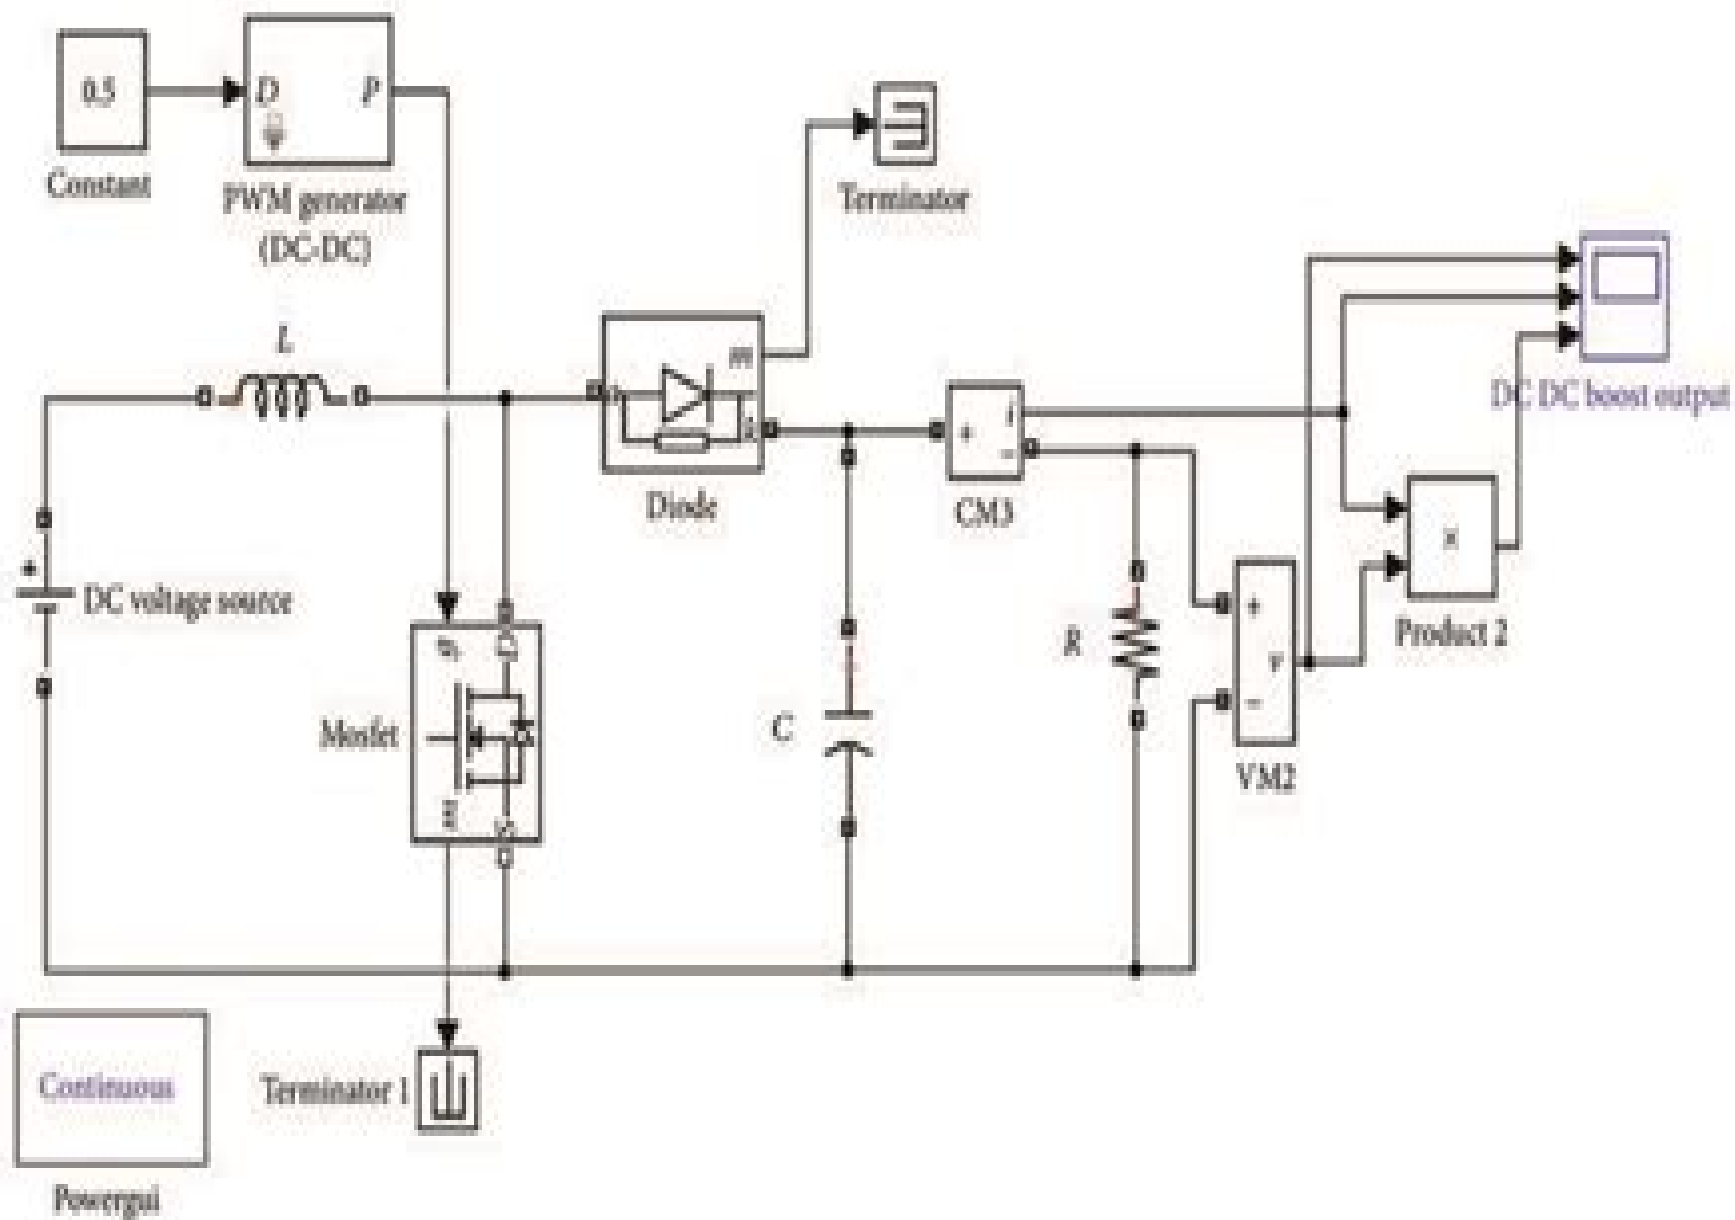 0.5
D
P
Constant
PWM generator
(DC-DC)
Terminator
L
m
k
Diode
+
i
-
CM3
DC DC boost output
x
Product 2
+
DC voltage source
g
D
Mosfet
m
S
C
R
+
v
-
VM2
Continuous
Powergui
Terminator 1